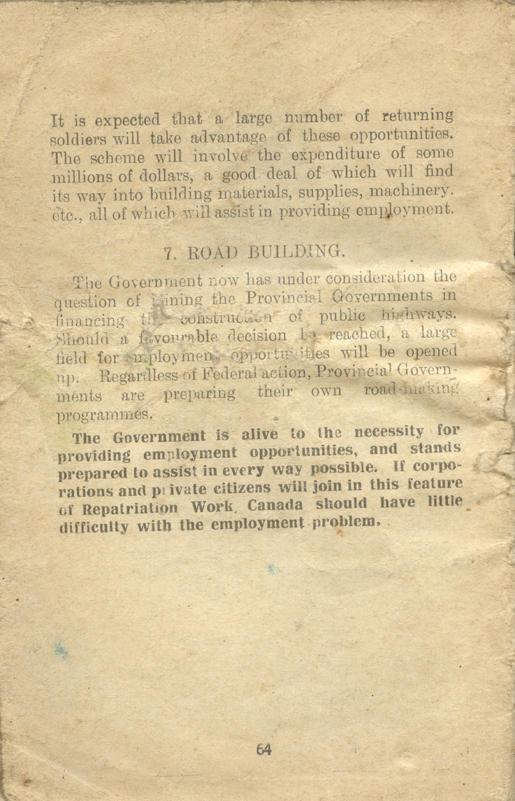 It is expected that a large number of returning
soldiers will take advantage of these opportunities.
The scheme will involve the expenditure of some
millions of dollars, a good deal of which will find
its way into building materials, supplies, machinery,
etc., all of which will assist in providing employment.
7. ROAD BUILDING.
The Government now has under consideration the
question of joining the Provincial Governments in
financing the construction of public highways.
Should a favourable decision be reached, a large
field for employment opportunities will be opened
up. Regardless of Federal action, Provincial Govern-
ments are preparing their own road-making
programmes.
The Government is alive to the necessity for
providing employment opportunities, and stands
prepared to assist in every way possible. If corpo-
rations and private citizens will join in this feature
of Repatriation Work, Canada should have little
difficulty with the employment problem.
64